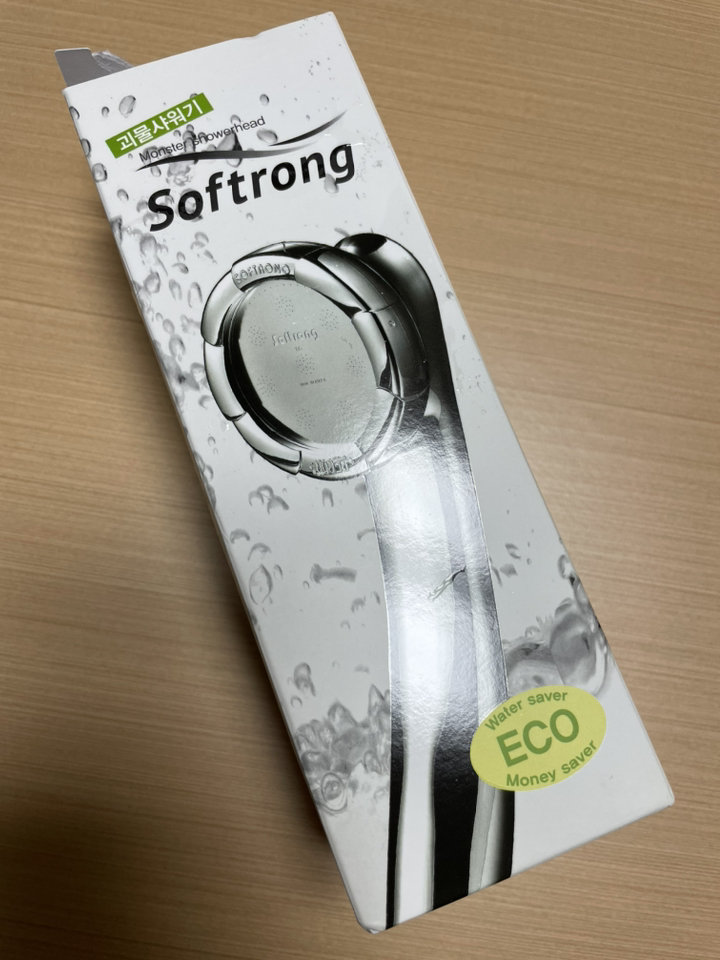 괴물샤워기
Monster showerhead
Softrong
SOFTRONG
Softrong
Water saver
ECO
Money saver